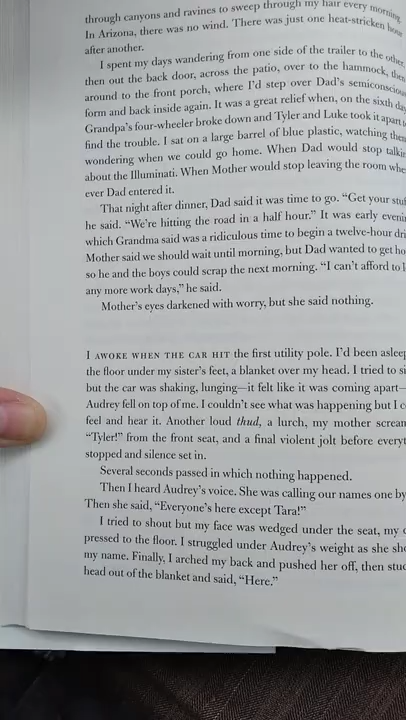 through canyons and ravines to sweep through my hair every morning.
In Arizona, there was no wind. There was just one heat-stricken hour
after another.
I spent my days wandering from one side of the trailer to the other,
then out the back door, across the patio, over to the hammock, then
around to the front porch, where I'd step over Dad's semiconscious
form and back inside again. It was a great relief when, on the sixth day
Grandpa's four-wheeler broke down and Tyler and Luke took it apart to
find the trouble. I sat on a large barrel of blue plastic, watching them
wondering when we could go home. When Dad would stop talkin
about the Illuminati. When Mother would stop leaving the room whe
ever Dad entered it.
That night after dinner, Dad said it was time to go. “Get your stuf
he said. “We're hitting the road in a half hour.” It was early evenin
which Grandma said was a ridiculous time to begin a twelve-hour dri
Mother said we should wait until morning, but Dad wanted to get ho
so he and the boys could scrap the next morning. “I can't afford to l
any more work days,” he said.
Mother's eyes darkened with worry, but she said nothing.
I AWOKE WHEN THE CAR HIT the first utility pole. I'd been asleep
the floor under my sister's feet, a blanket over my head. I tried to si
but the car was shaking, lunging—it felt like it was coming apart—
Audrey fell on top of me. I couldn't see what was happening but I c
feel and hear it. Another loud thud, a lurch, my mother scream
“Tyler!” from the front seat, and a final violent jolt before everyt
stopped and silence set in.
Several seconds passed in which nothing happened.
Then I heard Audrey's voice. She was calling our names one by
Then she said, “Everyone's here except Tara!”
I tried to shout but my face was wedged under the seat, my c
pressed to the floor. I struggled under Audrey's weight as she sho
my name. Finally, I arched my back and pushed her off, then stuc
head out of the blanket and said, “Here.”